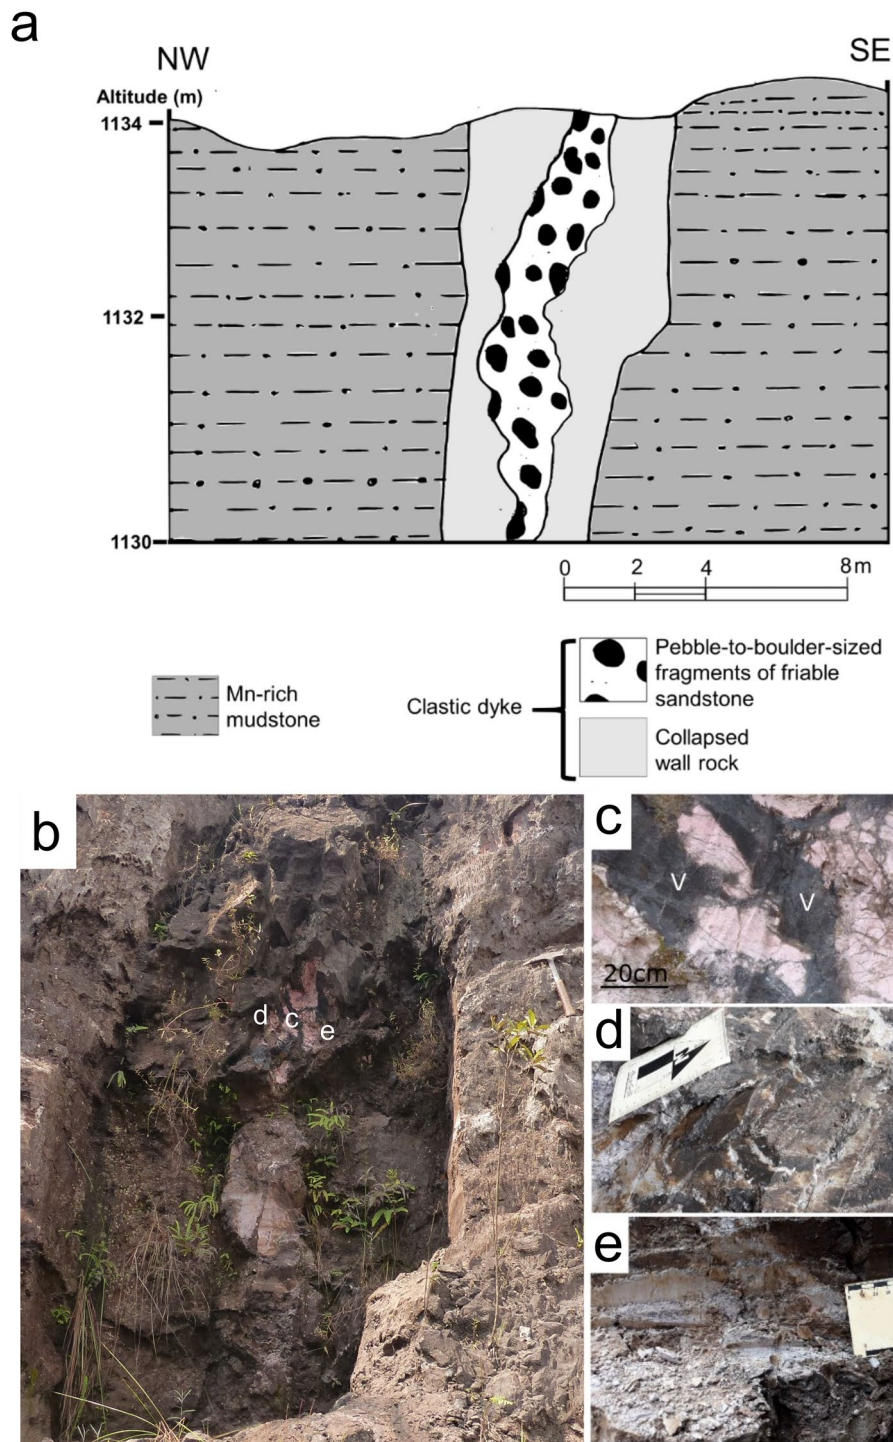 a
NW
SE
Altitude (m)
1134
1132
1130
0 2 4 8m
Mn-rich
mudstone
Clastic dyke
Pebble-to-boulder-sized
fragments of friable
sandstone
Collapsed
wall rock
b
d c e
c
V V
20cm
d
e